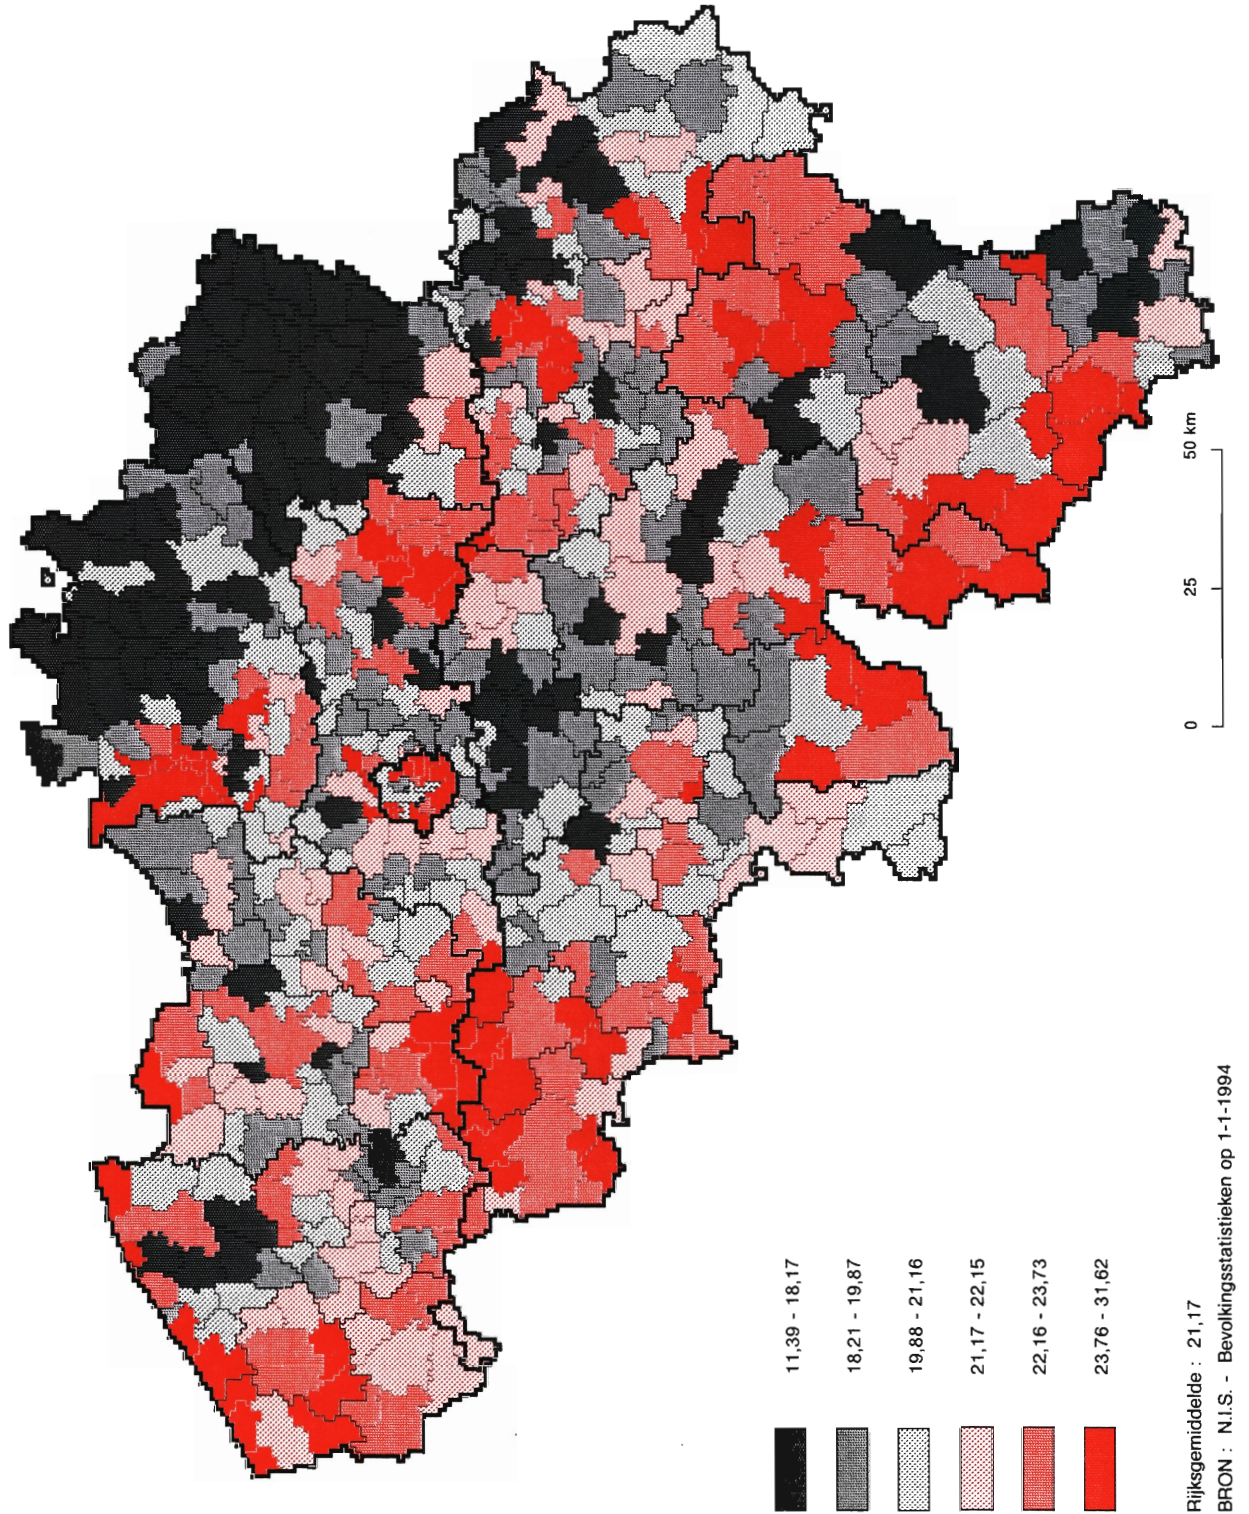 0 25 50 km
11,39 - 18,17
18,21 - 19,87
19,88 - 21,16
21,17 - 22,15
22,16 - 23,73
23,76 - 31,62
Rijksgemiddelde : 21,17
BRON : N.I.S. - Bevolkingsstatistieken op 1-1-1994